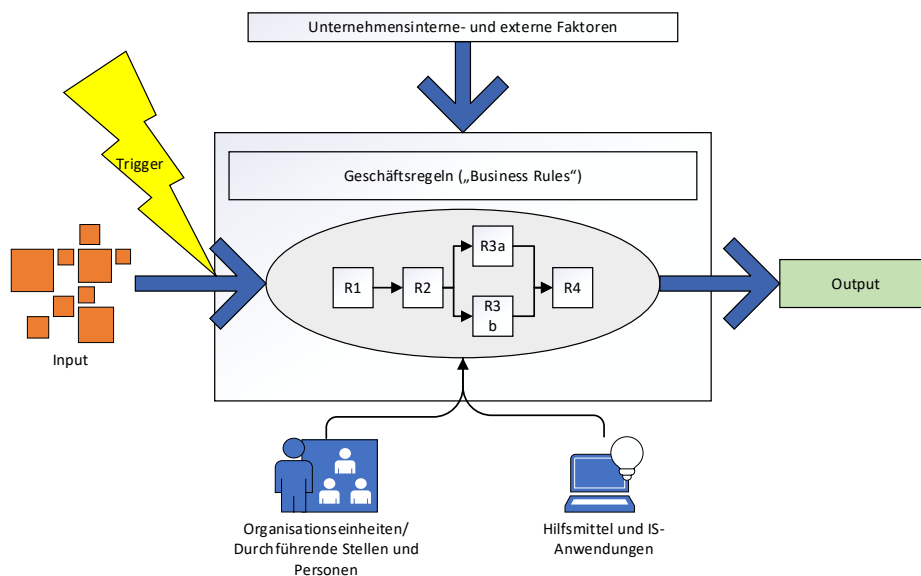 Unternehmensinterne- und externe Faktoren
Trigger
Geschäftsregeln („Business Rules“)
R3a
R1
R2
R4
R3
b
Input
Output
Organisationseinheiten/
Durchführende Stellen und
Personen
Hilfsmittel und IS-
Anwendungen